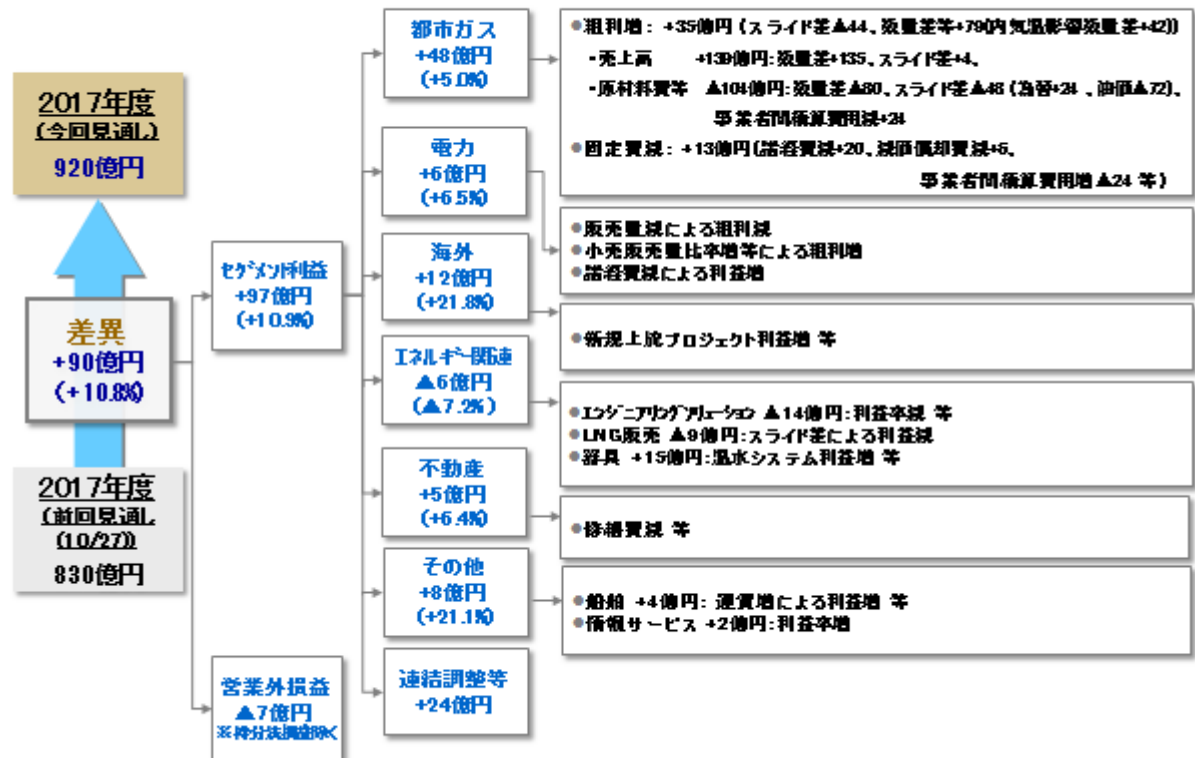 2017年度
(今回見通し)
920億円
差異
+90億円
(+10.8%)
2017年度
(前回見通し
(10/27))
830億円
セグメント利益
+97億円
(+10.9%)
営業外損益
▲7億円
※持分法調整除く
都市ガス
+48億円
(+5.0%)
電力
+6億円
(+6.5%)
海外
+12億円
(+21.8%)
エネルギー関連
▲6億円
(▲7.2%)
不動産
+5億円
(+6.4%)
その他
+8億円
(+21.1%)
連結調整等
+24億円
●粗利増: +35億円 (スライド差▲44、数量差等+79(内気温影響数量差+42))
・売上高 +139億円:数量差+135、スライド差+4、
・原材料費等 ▲104億円:数量差▲80、スライド差▲48 (為替+24 、油価▲72)、
事業者間精算費用減+24
●固定費減: +13億円(諸経費減+20、減価償却費減+6、
事業者間精算費用増▲24 等)
●販売量減による粗利減
●小売販売量比率増等による粗利増
●諸経費減による利益増
●新規上流プロジェクト利益増 等
●エンジニアリングソリューション ▲14億円:利益率減 等
●LNG販売 ▲9億円:スライド差による利益減
●器具 +15億円:温水システム利益増 等
●修繕費減 等
●船舶 +4億円: 運賃増による利益増 等
●情報サービス +2億円:利益率増